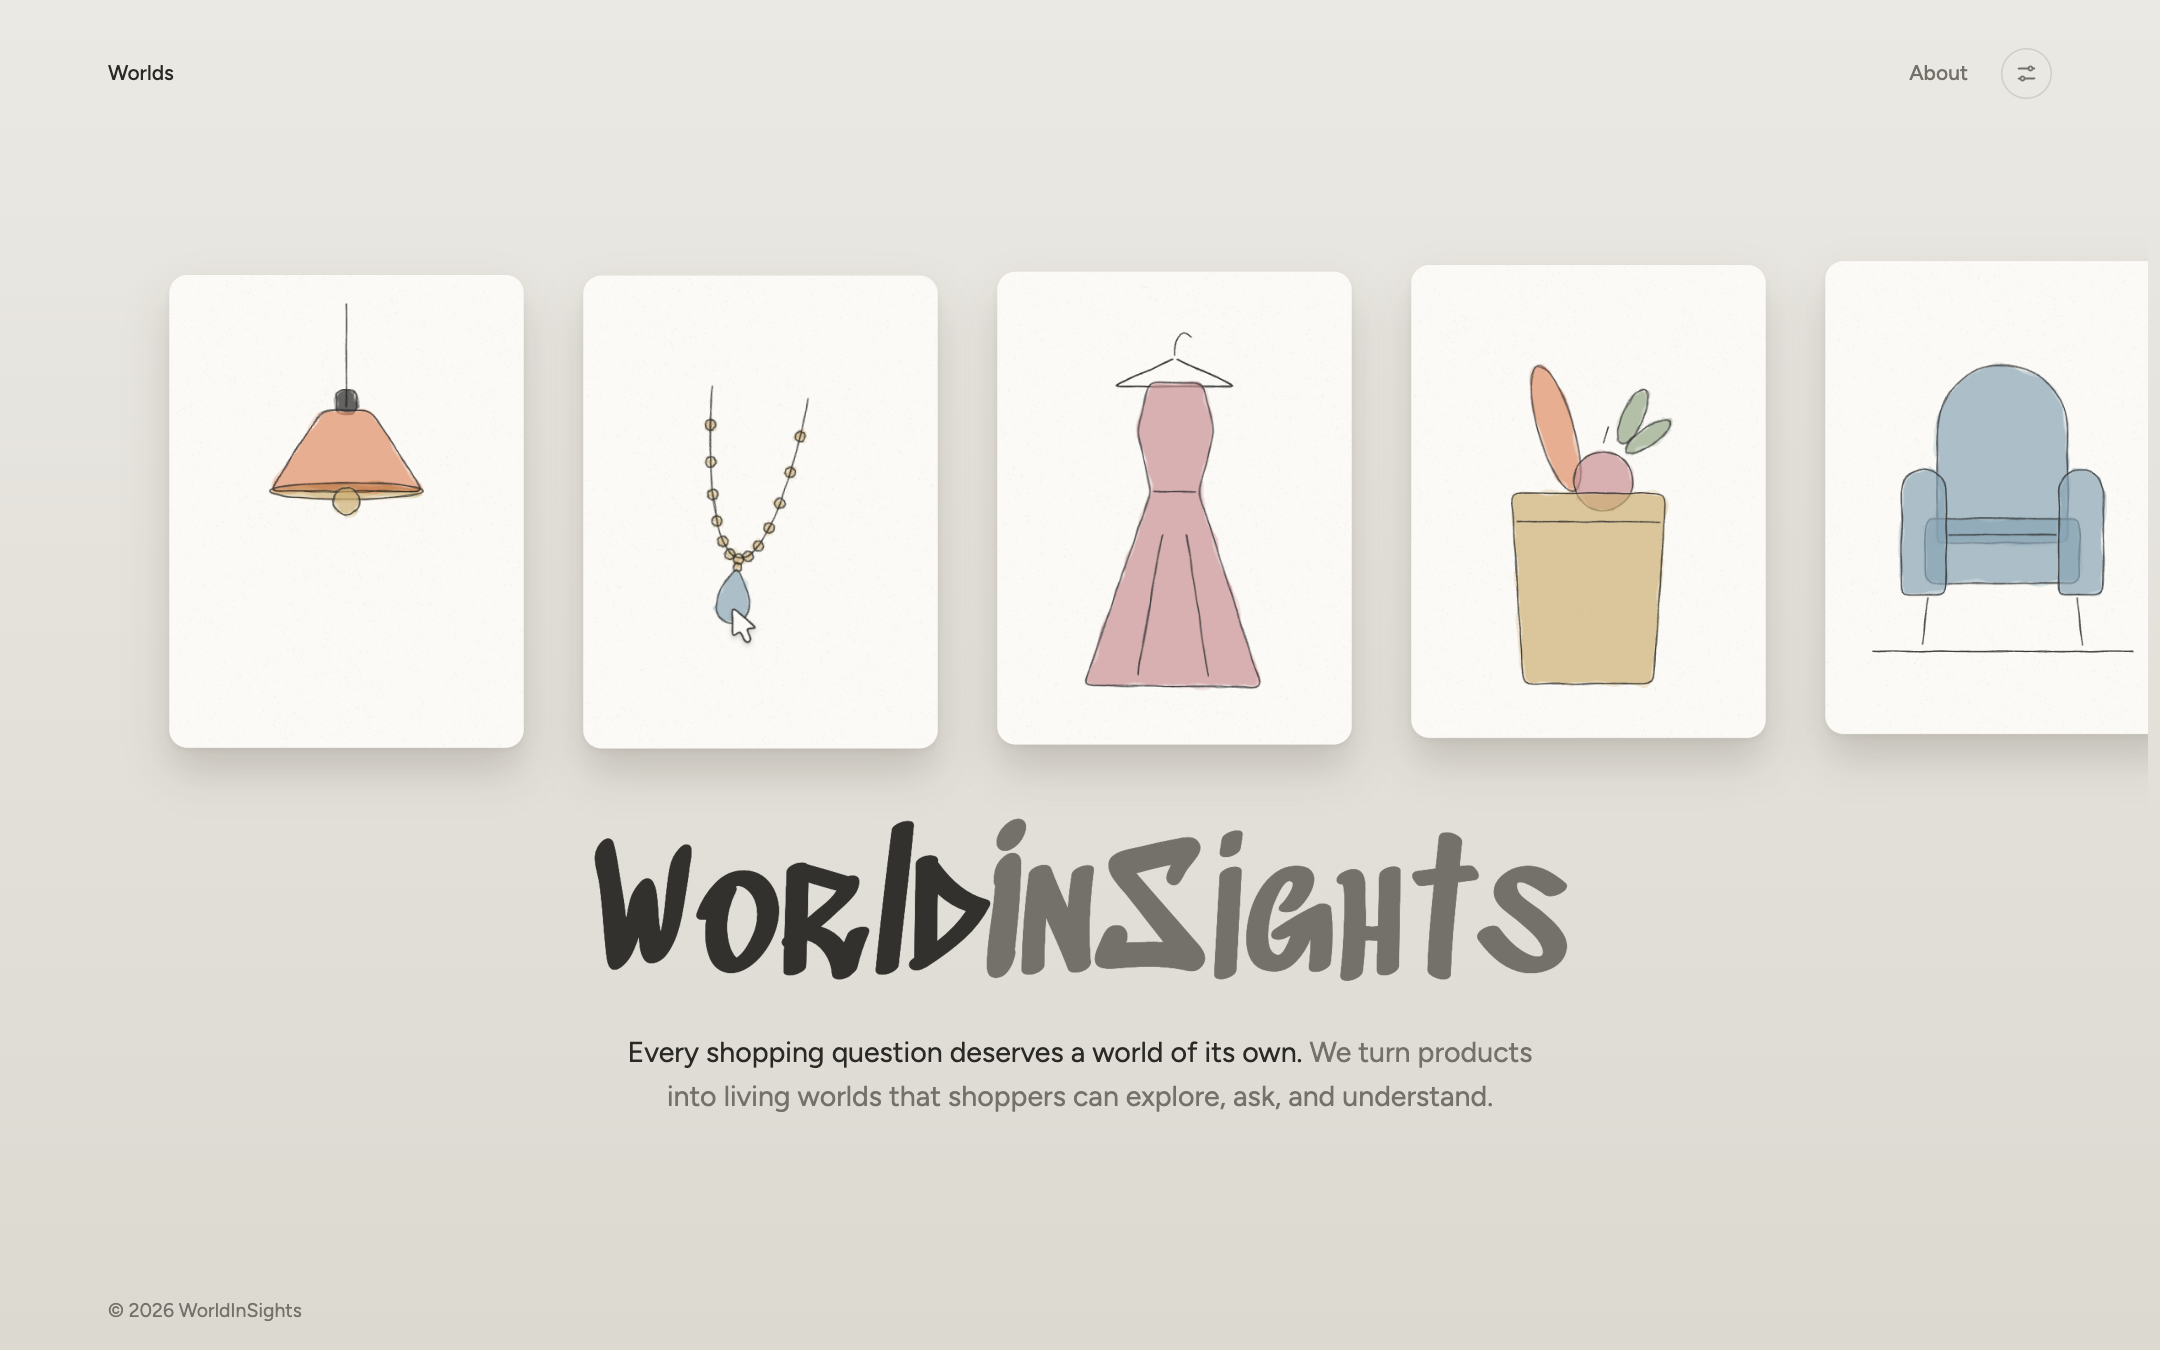 Worlds
About
WorldinSights
Every shopping question deserves a world of its own. We turn products
into living worlds that shoppers can explore, ask, and understand.
© 2026 WorldInSights